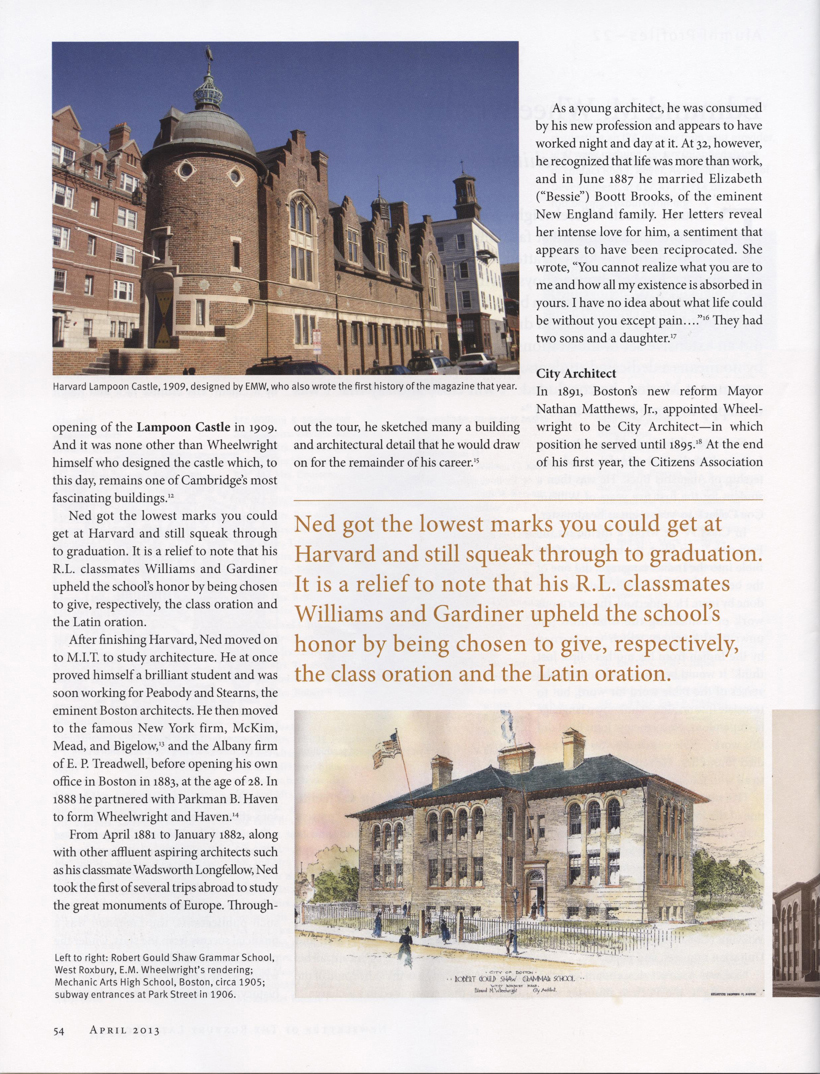 Harvard Lampoon Castle, 1909, designed by EMW, who also wrote the first history of the magazine that year.
opening of the Lampoon Castle in 1909.
And it was none other than Wheelwright
himself who designed the castle which, to
this day, remains one of Cambridge's most
fascinating buildings.12
Ned got the lowest marks you could
get at Harvard and still squeak through
to graduation. It is a relief to note that his
R.L. classmates Williams and Gardiner
upheld the school's honor by being chosen
to give, respectively, the class oration and
the Latin oration.
After finishing Harvard, Ned moved on
to M.I.T. to study architecture. He at once
proved himself a brilliant student and was
soon working for Peabody and Stearns, the
eminent Boston architects. He then moved
to the famous New York firm, McKim,
Mead, and Bigelow,13 and the Albany firm
of E. P. Treadwell, before opening his own
office in Boston in 1883, at the age of 28. In
1888 he partnered with Parkman B. Haven
to form Wheelwright and Haven.14
From April 1881 to January 1882, along
with other affluent aspiring architects such
as his classmate Wadsworth Longfellow, Ned
took the first of several trips abroad to study
the great monuments of Europe. Through-
out the tour, he sketched many a building
and architectural detail that he would draw
on for the remainder of his career.15
As a young architect, he was consumed
by his new profession and appears to have
worked night and day at it. At 32, however,
he recognized that life was more than work,
and in June 1887 he married Elizabeth
("Bessie") Boott Brooks, of the eminent
New England family. Her letters reveal
her intense love for him, a sentiment that
appears to have been reciprocated. She
wrote, "You cannot realize what you are to
me and how all my existence is absorbed in
yours. I have no idea about what life could
be without you except pain…."16 They had
two sons and a daughter.17
City Architect
In 1891, Boston's new reform Mayor
Nathan Matthews, Jr., appointed Wheel-
wright to be City Architect—in which
position he served until 1895.18 At the end
of his first year, the Citizens Association
Ned got the lowest marks you could get at
Harvard and still squeak through to graduation.
It is a relief to note that his R.L. classmates
Williams and Gardiner upheld the school's
honor by being chosen to give, respectively,
the class oration and the Latin oration.
· CITY OF BOSTON ·
·· ROBERT GOULD SHAW GRAMMAR SCHOOL ··
WEST ROXBURY MASS.
Edmund M. Wheelwright City Architect.
Left to right: Robert Gould Shaw Grammar School,
West Roxbury, E.M. Wheelwright's rendering;
Mechanic Arts High School, Boston, circa 1905;
subway entrances at Park Street in 1906.
54 April 2013